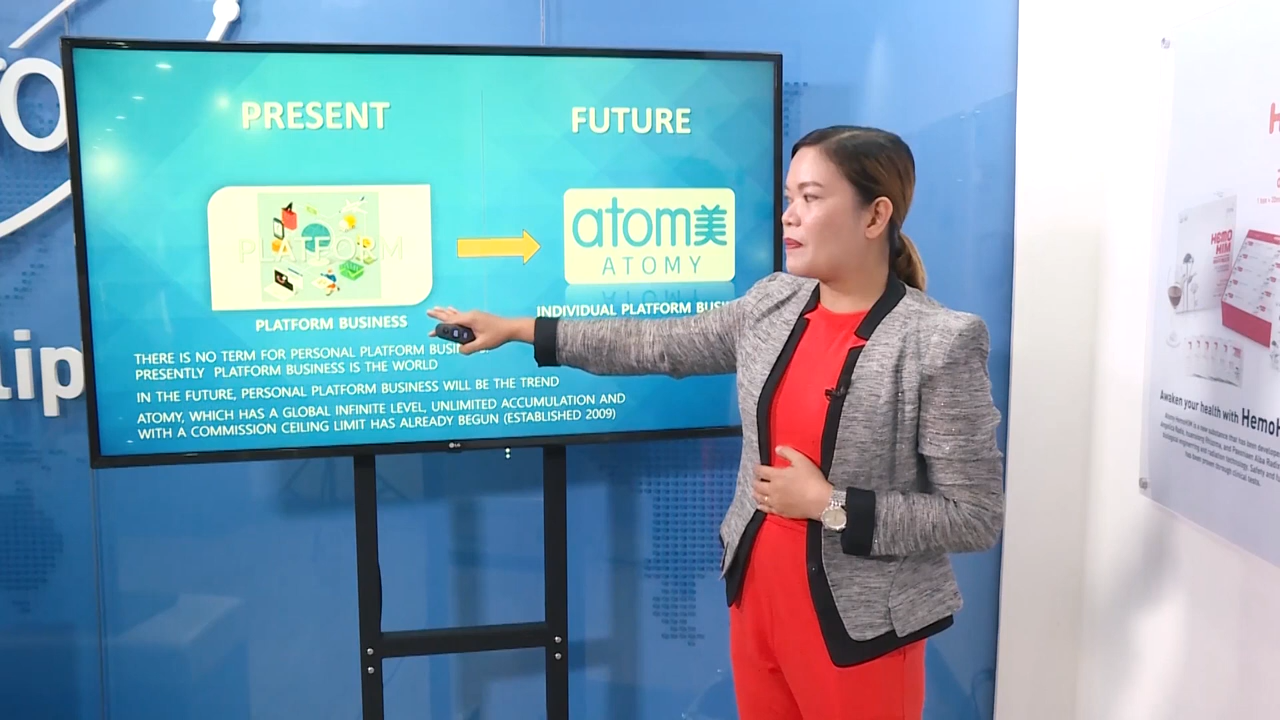 PRESENT
FUTURE
PLATFORM
atom美
ATOMY
PLATFORM BUSINESS
INDIVIDUAL PLATFORM
THERE IS NO TERM FOR PERSONAL PLATFORM
PRESENTLY PLATFORM BUSINESS IS THE WORLD
IN THE FUTURE, PERSONAL PLATFORM BUSINESS WILL BE THE TREND
ATOMY, WHICH HAS A GLOBAL INFINITE LEVEL, UNLIMITED ACCUMULATION AND
WITH A COMMISSION CEILING LIMIT HAS ALREADY BEGUN (ESTABLISHED 2009)
LG
lip
HEMO
HIM
Awaken your health with